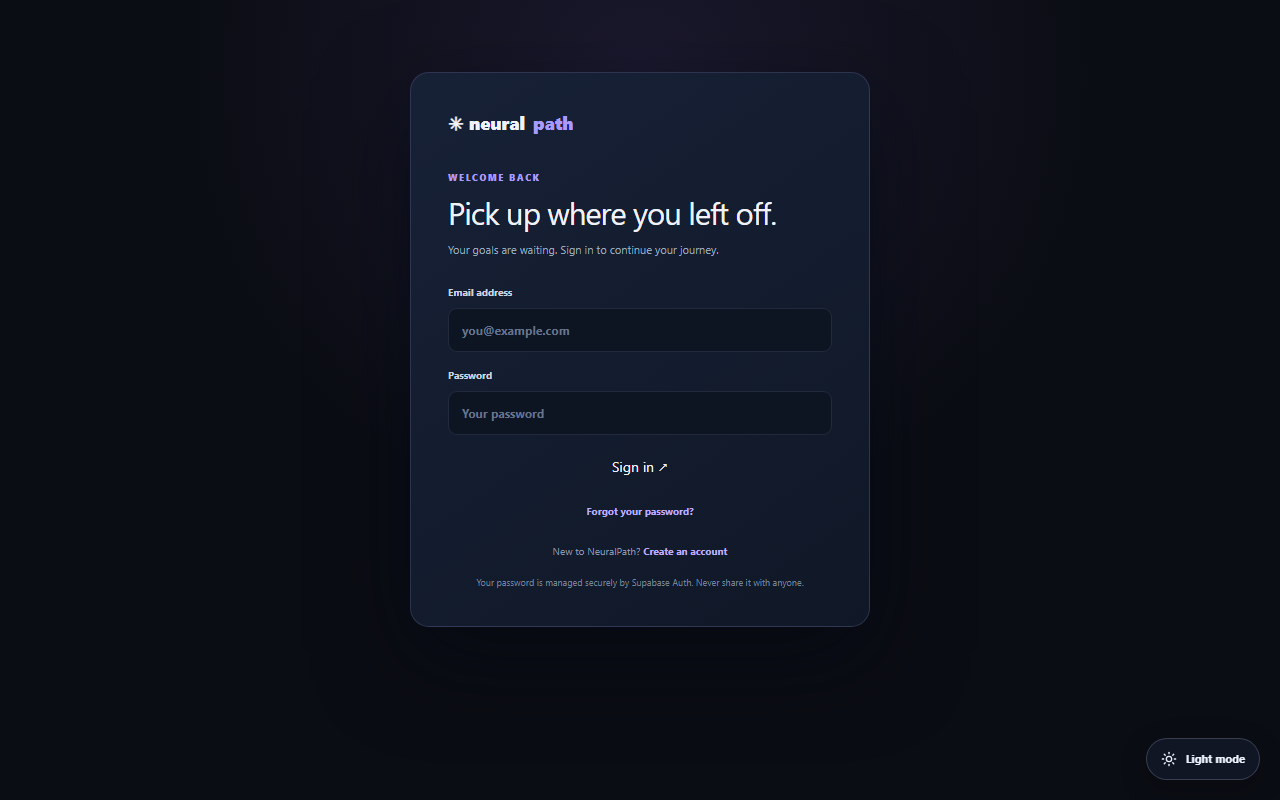 ✳ neural path
WELCOME BACK
Pick up where you left off.
Your goals are waiting. Sign in to continue your journey.
Email address
you@example.com
Password
Your password
Sign in ↗
Forgot your password?
New to NeuralPath? Create an account
Your password is managed securely by Supabase Auth. Never share it with anyone.
Light mode